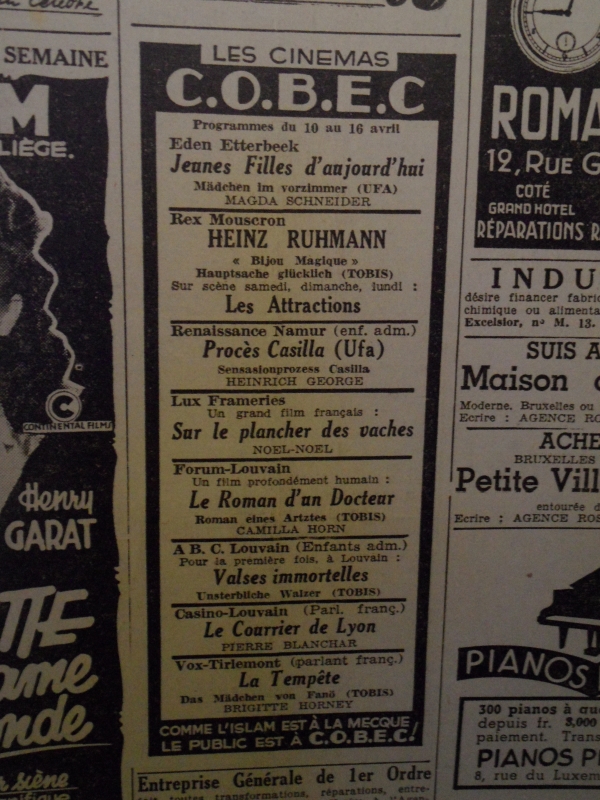 SEMAINE
LIÈGE.
CONTINENTAL FILMS
Henry
GARAT
LES CINEMAS
C.O.B.E.C
Programmes du 10 au 16 avril
Eden Etterbeek
Jeunes Filles d'aujourd'hui
Mädchen im vorzimmer (UFA)
MAGDA SCHNEIDER
Rex Mouscron
HEINZ RUHMANN
« Bijou Magique »
Hauptsache glücklich (TOBIS)
Sur scène samedi, dimanche, lundi :
Les Attractions
Renaissance Namur (enf. adm.)
Procès Casilla (Ufa)
Sensasionprozess Casilla
HEINRICH GEORGE
Lux Frameries
Un grand film français :
Sur le plancher des vaches
NOEL-NOEL
Forum-Louvain
Un film profondément humain :
Le Roman d'un Docteur
Roman eines Artztes (TOBIS)
CAMILLA HORN
A B. C. Louvain (Enfants adm.)
Pour la première fois, à Louvain :
Valses immortelles
Unsterbliche Walzer (TOBIS)
Casino-Louvain (Parl. franç.)
Le Courrier de Lyon
PIERRE BLANCHAR
Vox-Tirlemont (parlant franç.)
La Tempête
Das Mädchen von Fanö (TOBIS)
BRIGITTE HORNEY
COMME L'ISLAM EST À LA MECQUE
LE PUBLIC EST À C.O.B.E.C!
Entreprise Générale de 1er Ordre
ROMA
12, RUE G
COTÉ
GRAND HOTEL
RÉPARATIONS R
INDU
désire financer fabri
chimique ou alimenta
Excelsior, nº M. 13.
SUIS A
Maison
Moderne. Bruxelles ou
Ecrire : AGENCE RO
ACHE
BRUXELLES
Petite Vill
entourée d
Ecrire : AGENCE ROS
PIANOS
300 pianos à
depuis fr. 3,000
paiement. Trans
PIANOS P
8, rue du Luxem